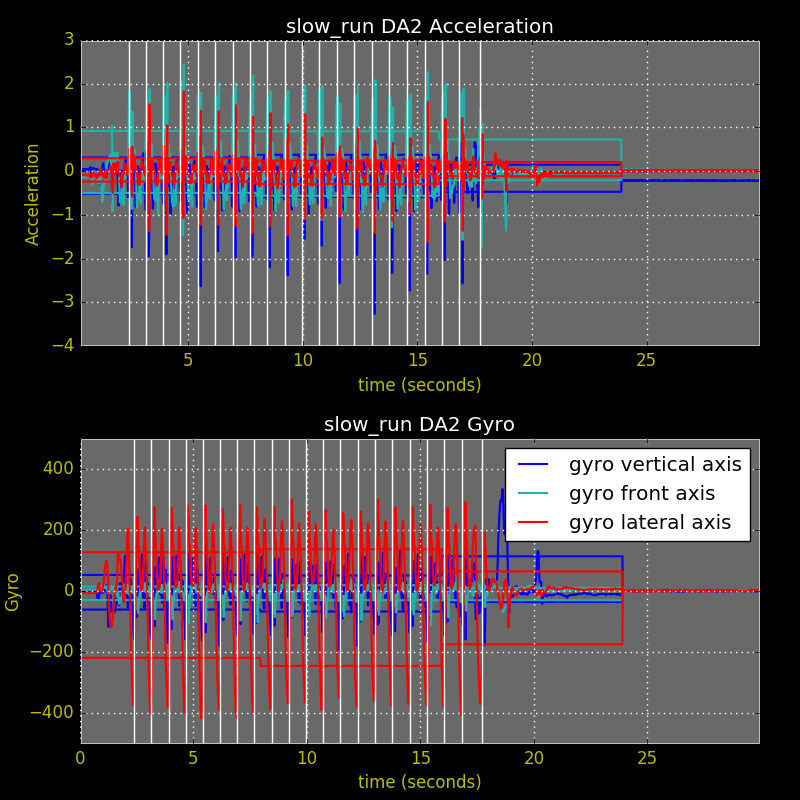 slow_run DA2 Acceleration
3
2
1
0
−1
−2
−3
−4
Acceleration
5
10
15
20
25
time (seconds)
slow_run DA2 Gyro
400
200
0
−200
−400
Gyro
gyro vertical axis
gyro front axis
gyro lateral axis
0
5
10
15
20
25
time (seconds)